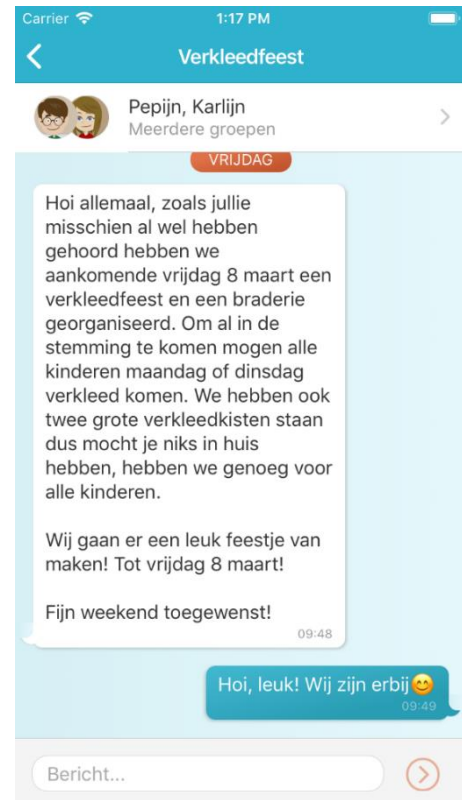 Carrier 1:17 PM
Verkleedfeest
Pepijn, Karlijn
Meerdere groepen
VRIJDAG
Hoi allemaal, zoals jullie
misschien al wel hebben
gehoord hebben we
aankomende vrijdag 8 maart een
verkleedfeest en een braderie
georganiseerd. Om al in de
stemming te komen mogen alle
kinderen maandag of dinsdag
verkleed komen. We hebben ook
twee grote verkleedkisten staan
dus mocht je niks in huis
hebben, hebben we genoeg voor
alle kinderen.
Wij gaan er een leuk feestje van
maken! Tot vrijdag 8 maart!
Fijn weekend toegewenst!
09:48
Hoi, leuk! Wij zijn erbij😊
09:49
Bericht...